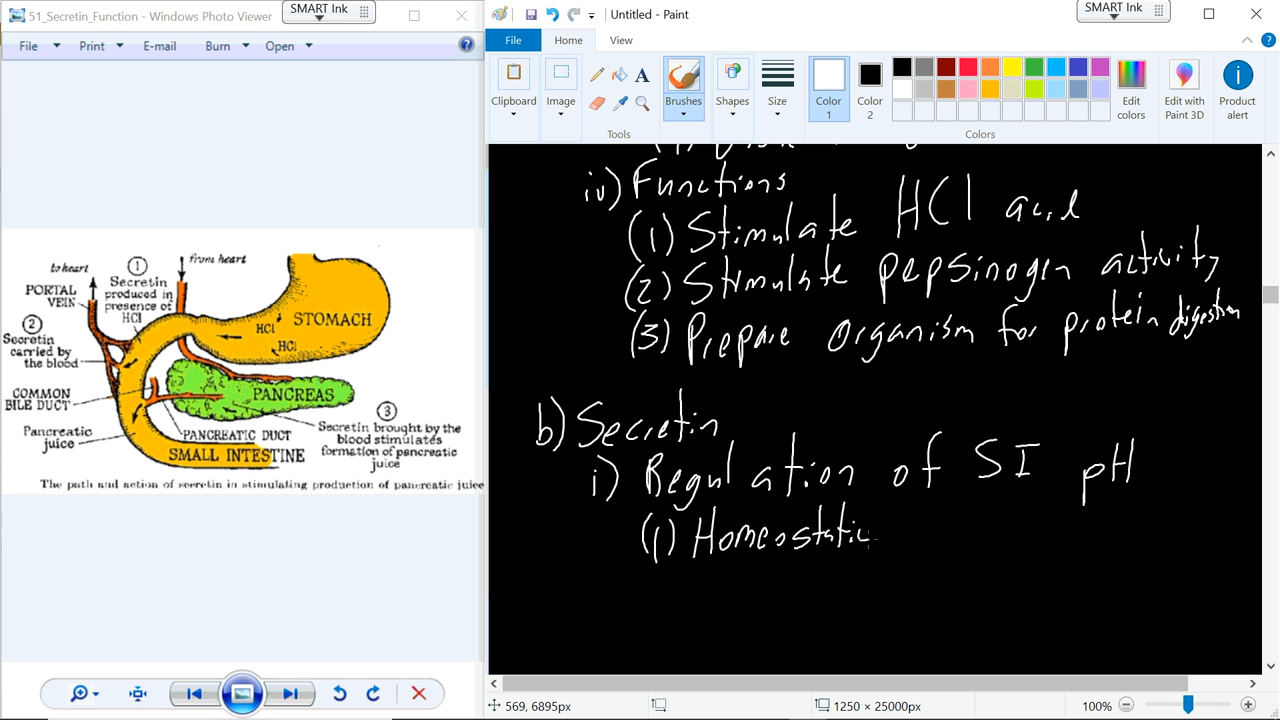 51_Secretin_Function - Windows Photo Viewer
SMART Ink
File Print E-mail Burn Open
to heart
from heart
1
Secretin
produced in
presence of
HCl
PORTAL
VEIN
HCl
HCl
STOMACH
2
Secretin
carried by
the blood
COMMON
BILE DUCT
PANCREAS
3
Pancreatic
juice
PANCREATIC DUCT
Secretin brought by the
blood stimulates
formation of pancreatic
juice
SMALL INTESTINE
The path and action of secretin in stimulating production of pancreatic juice
Untitled - Paint
SMART Ink
File Home View
Clipboard
Image
Tools
Brushes
Shapes
Size
Color 1
Color 2
Colors
Edit colors
Edit with Paint 3D
Product alert
iv) Functions
(1) Stimulate HCl acid
(2) Stimulate pepsinogen activity
(3) Prepare organism for protein digestion
b) Secretin
i) Regulation of SI pH
(1) Homeostatic
569, 6895px
1250 × 25000px
100%